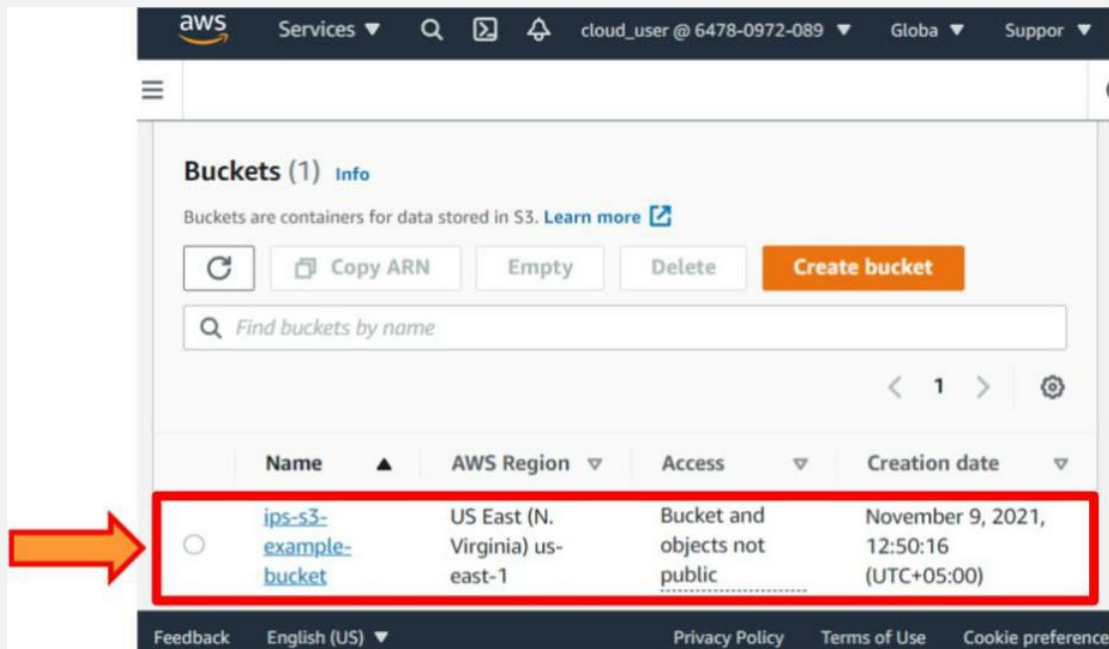 aws Services cloud_user @ 6478-0972-089 Globa Suppor
Buckets (1) Info
Buckets are containers for data stored in S3. Learn more
Copy ARN Empty Delete Create bucket
Find buckets by name
1
Name AWS Region Access Creation date
ips-s3- US East (N. Bucket and November 9, 2021,
example- Virginia) us- objects not 12:50:16
bucket east-1 public (UTC+05:00)
Feedback English (US) Privacy Policy Terms of Use Cookie preference